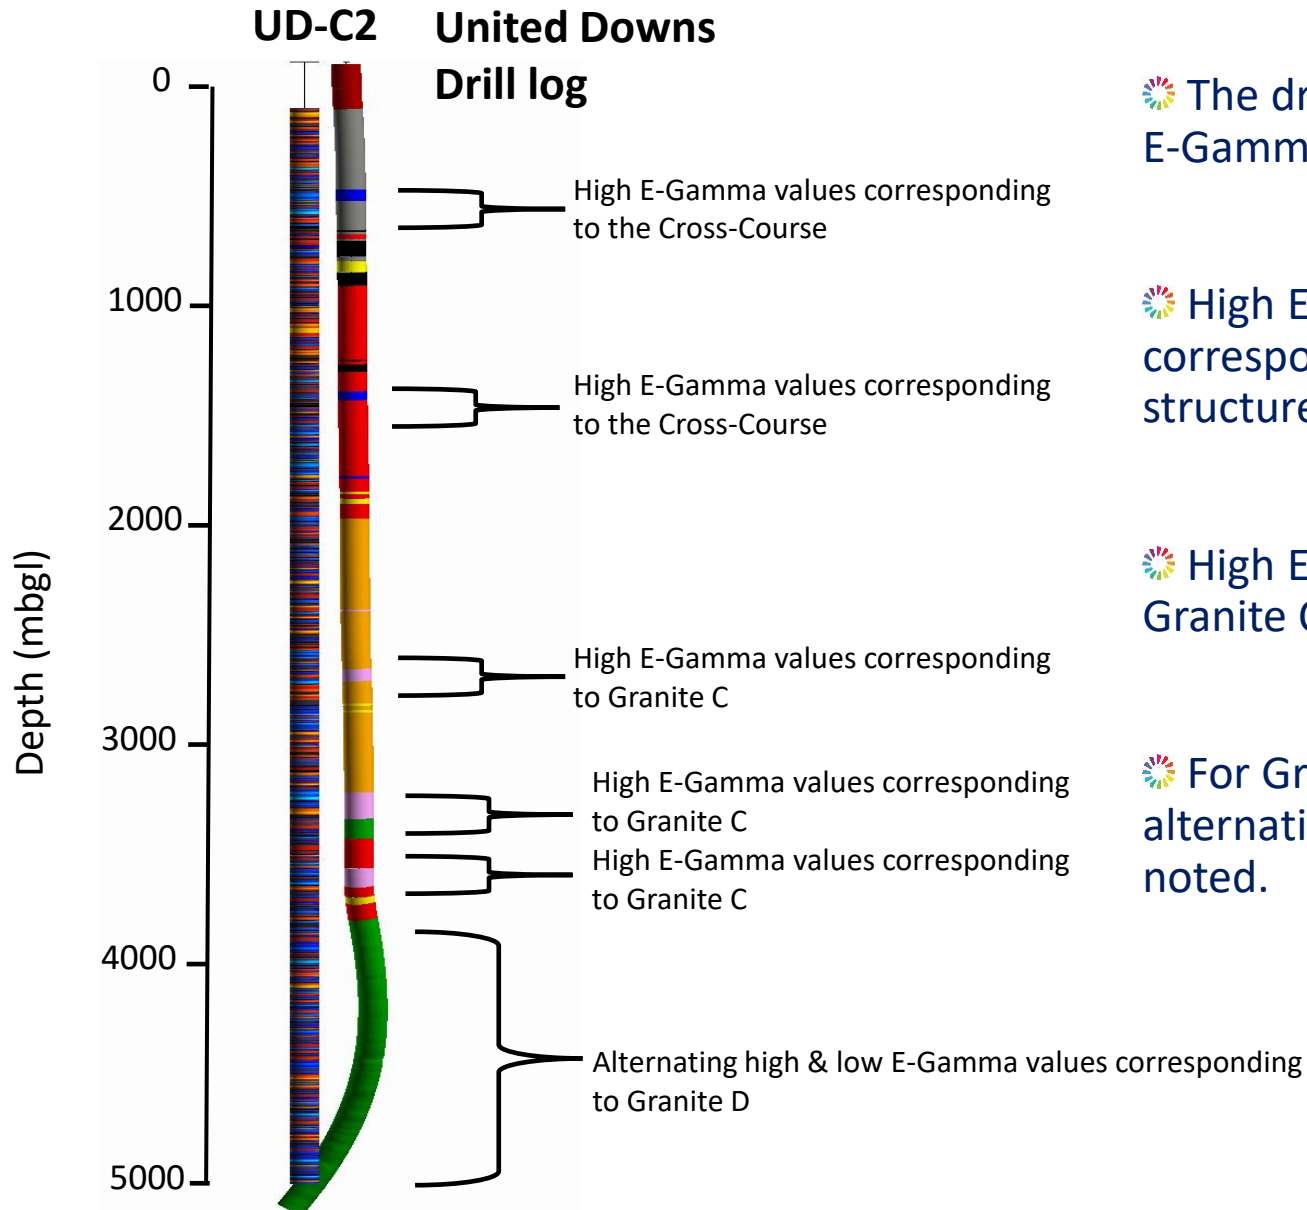 UD-C2
United Downs
Drill log
Depth (mbgl)
0
1000
2000
3000
4000
5000
High E-Gamma values corresponding
to the Cross-Course
High E-Gamma values corresponding
to the Cross-Course
High E-Gamma values corresponding
to Granite C
High E-Gamma values corresponding
to Granite C
High E-Gamma values corresponding
to Granite C
Alternating high & low E-Gamma values corresponding
to Granite D
The
E-Gamm
High E
corresp
structure
High E
Granite
For Gr
alternati
noted.